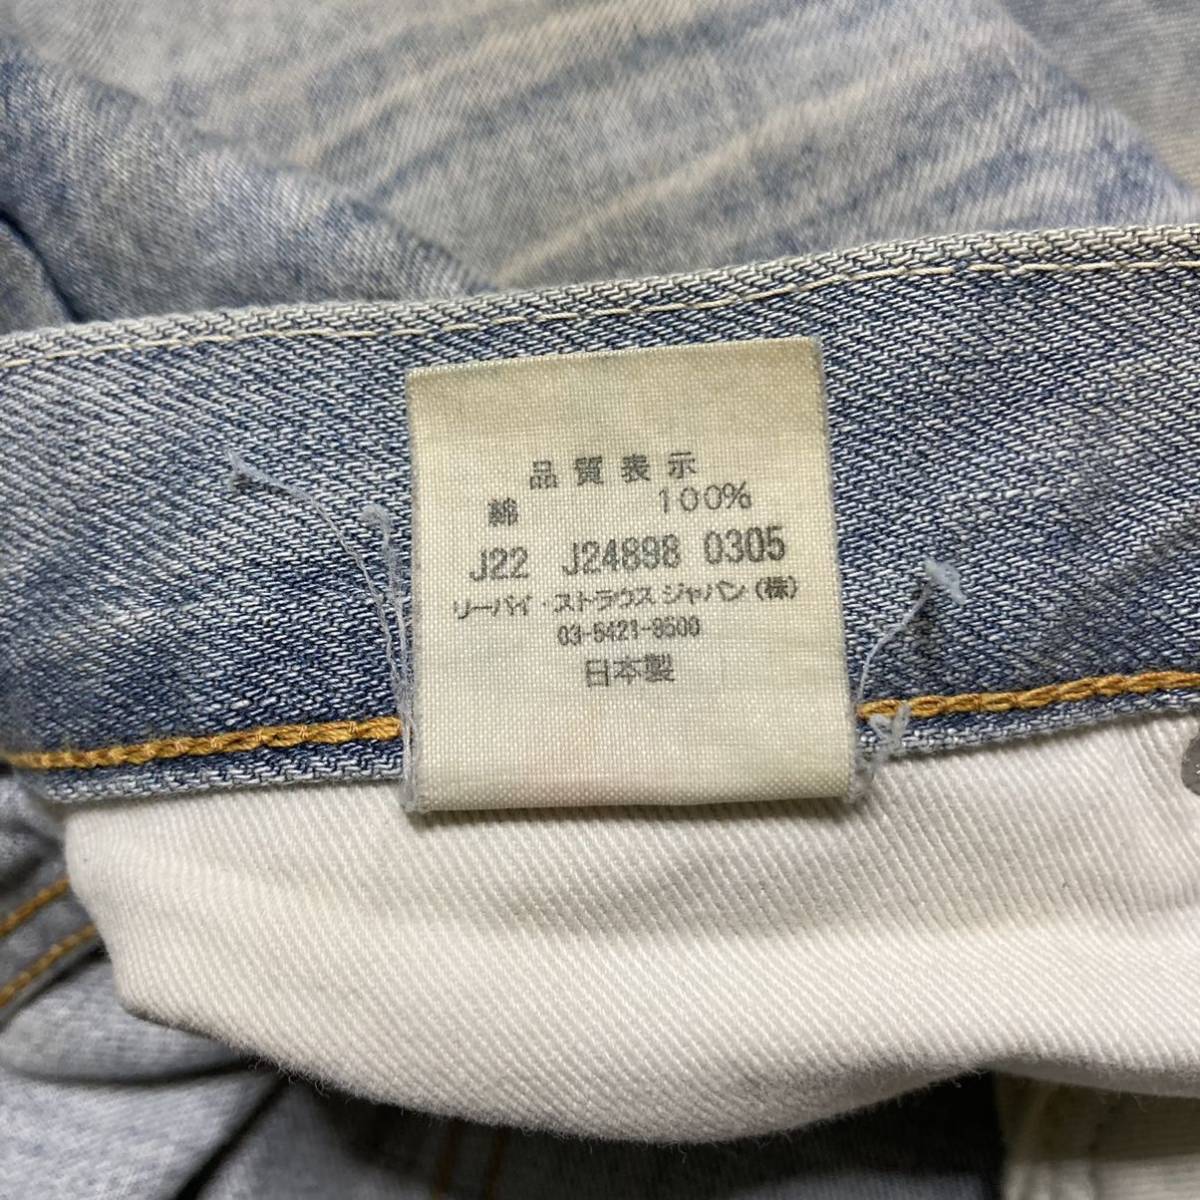 品質表示
綿 100%
J22 J24898 0305
リーバイ・ストラウス ジャパン(株)
03-5421-9500
日本製